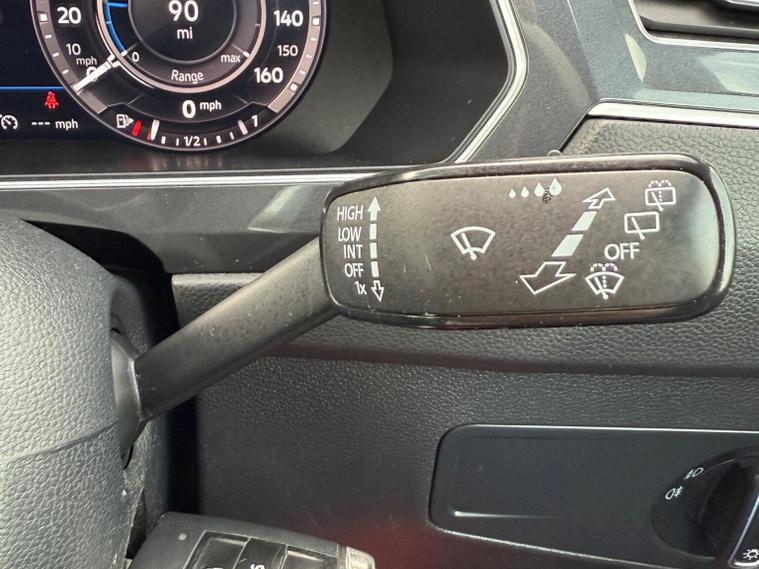 90
mi
Range
20
10
mph
0
0
max
140
150
160
0 mph
--- mph
1/2
HIGH
LOW
INT
OFF
1x
OFF